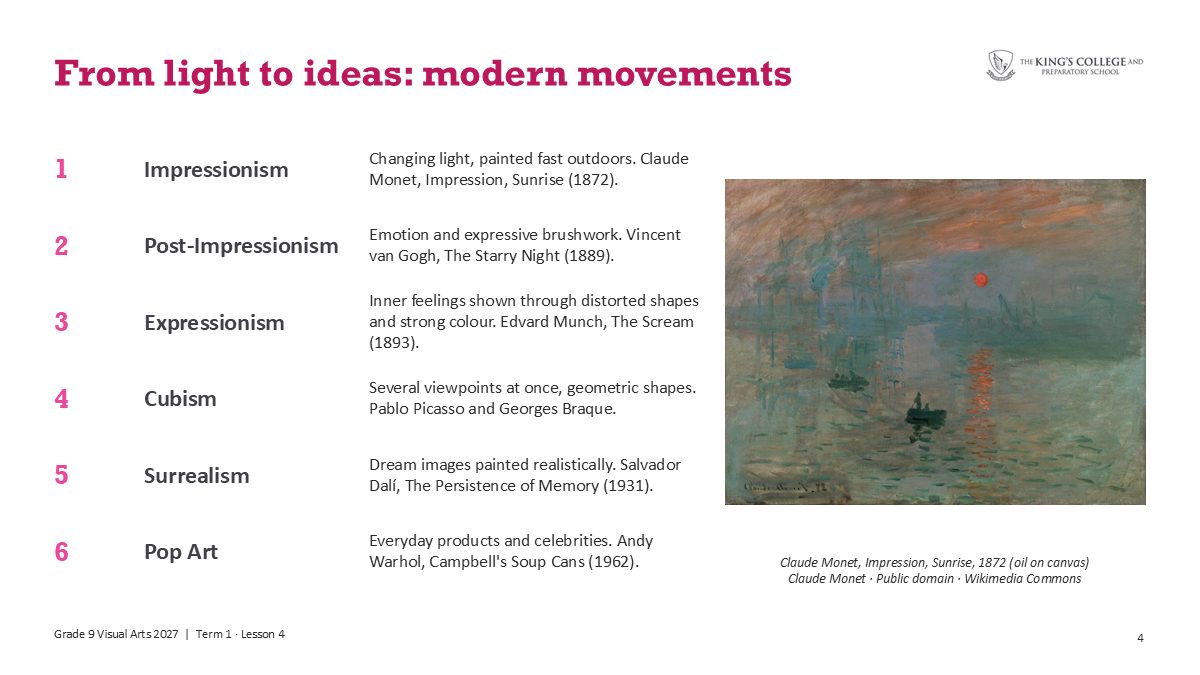 From light to ideas: modern movements
THE KING'S COLLEGE AND
PREPARATORY SCHOOL
1
Impressionism
Changing light, painted fast outdoors. Claude
Monet, Impression, Sunrise (1872).
2
Post-Impressionism
Emotion and expressive brushwork. Vincent
van Gogh, The Starry Night (1889).
3
Expressionism
Inner feelings shown through distorted shapes
and strong colour. Edvard Munch, The Scream
(1893).
4
Cubism
Several viewpoints at once, geometric shapes.
Pablo Picasso and Georges Braque.
5
Surrealism
Dream images painted realistically. Salvador
Dalí, The Persistence of Memory (1931).
6
Pop Art
Everyday products and celebrities. Andy
Warhol, Campbell's Soup Cans (1962).
Claude Monet, Impression, Sunrise, 1872 (oil on canvas)
Claude Monet · Public domain · Wikimedia Commons
Grade 9 Visual Arts 2027 | Term 1 · Lesson 4
4